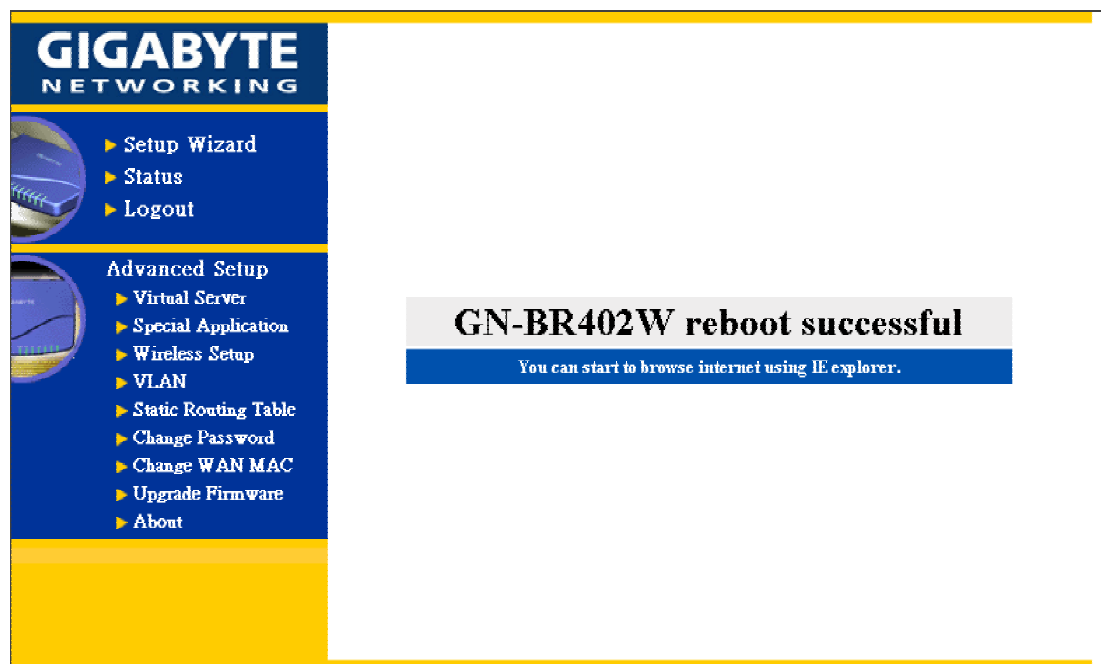 GIGABYTE
NETWORKING
Setup Wizard
Status
Logout
Advanced Setup
Virtual Server
Special Application
Wireless Setup
VLAN
Static Routing Table
Change Password
Change WAN MAC
Upgrade Firmware
About
GN-BR402W reboot successful
You can start to browse internet using IE explorer.